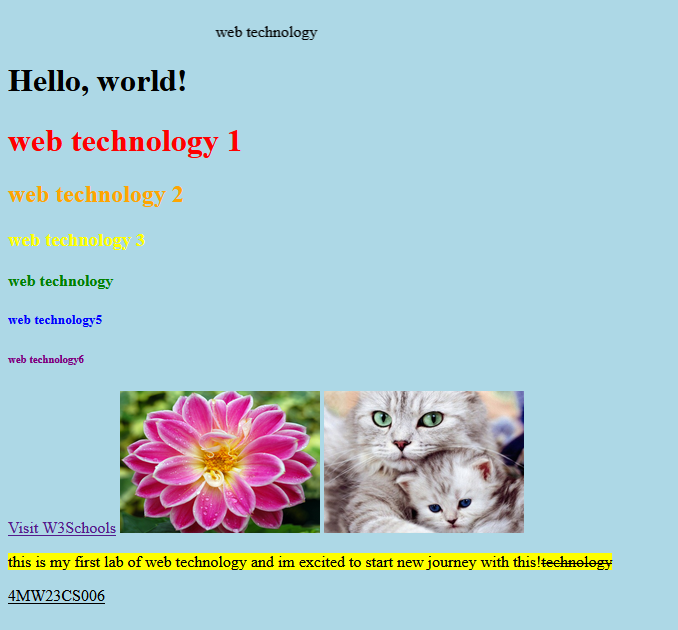 web technology
Hello, world!
web technology 1
web technology 2
web technology 3
web technology
web technology5
web technology6
Visit W3Schools
this is my first lab of web technology and im excited to start new journey with this!technology
4MW23CS006